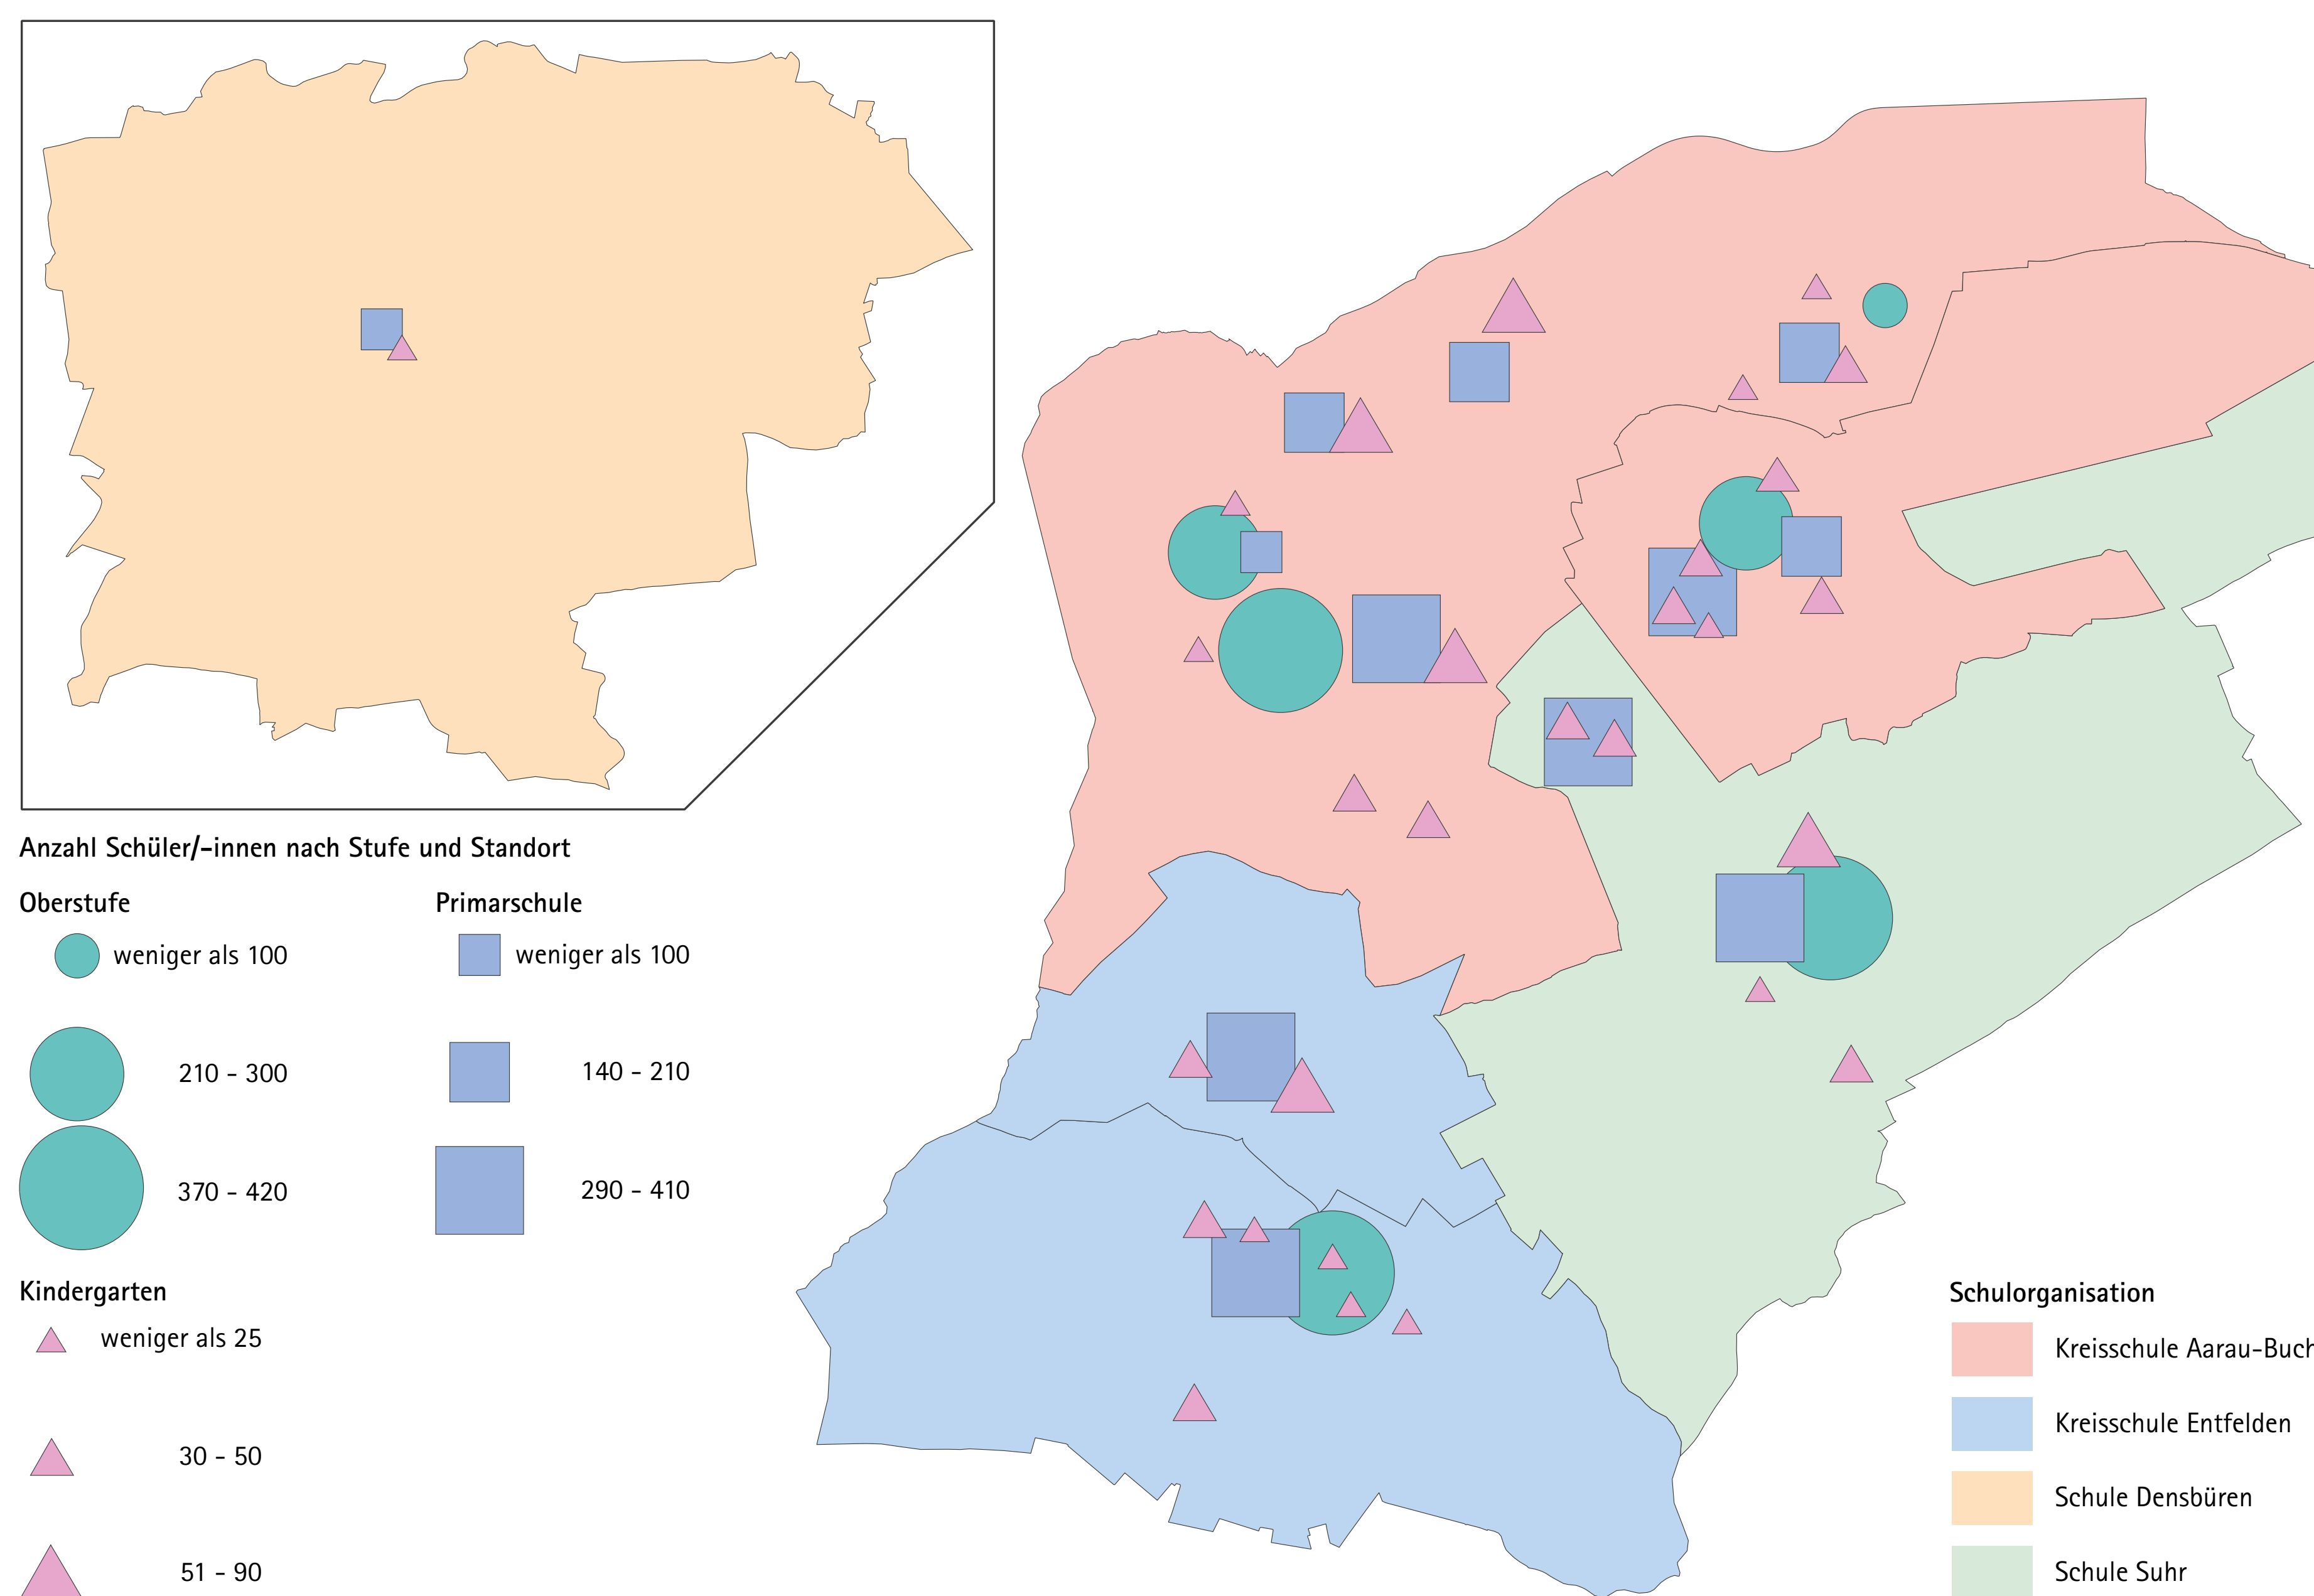 Anzahl Schüler/-innen nach Stufe und Standort
Oberstufe
weniger als 100
210 - 300
370 - 420
Primarschule
weniger als 100
140 - 210
290 - 410
Kindergarten
weniger als 25
30 - 50
51 - 90
Schulorganisation
Kreisschule Aarau-Buch
Kreisschule Entfelden
Schule Densbüren
Schule Suhr